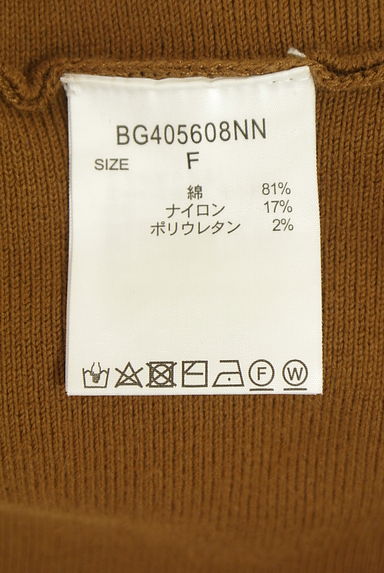 BG405608NN
SIZE F
綿 81%
ナイロン 17%
ポリウレタン 2%
F W